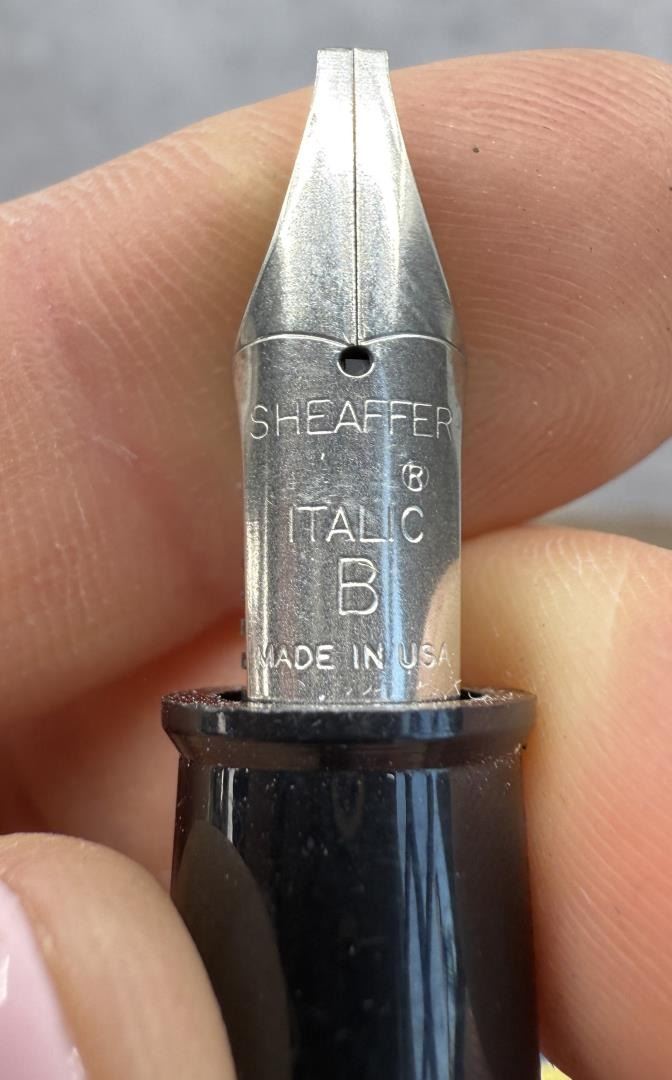 SHEAFFER
®
ITALIC
B
MADE IN USA